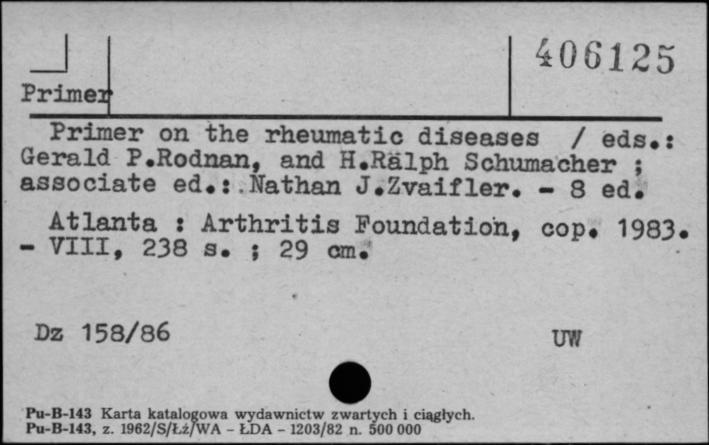 406125
Primer
Primer on the rheumatic diseases / eds.:
Gerald P.Rodnan, and H.Ralph Schumacher ;
associate ed.: Nathan J.Zvaifler. - 8 ed.
Atlanta : Arthritis Foundation, cop. 1983.
- VIII, 238 s. ; 29 cm.
Dz 158/86
UW
Pu-B-143 Karta katalogowa wydawnictw zwartych i ciągłych.
Pu-B-143, z. 1962/S/Łź/WA - ŁDA - 1203/82 n. 500 000